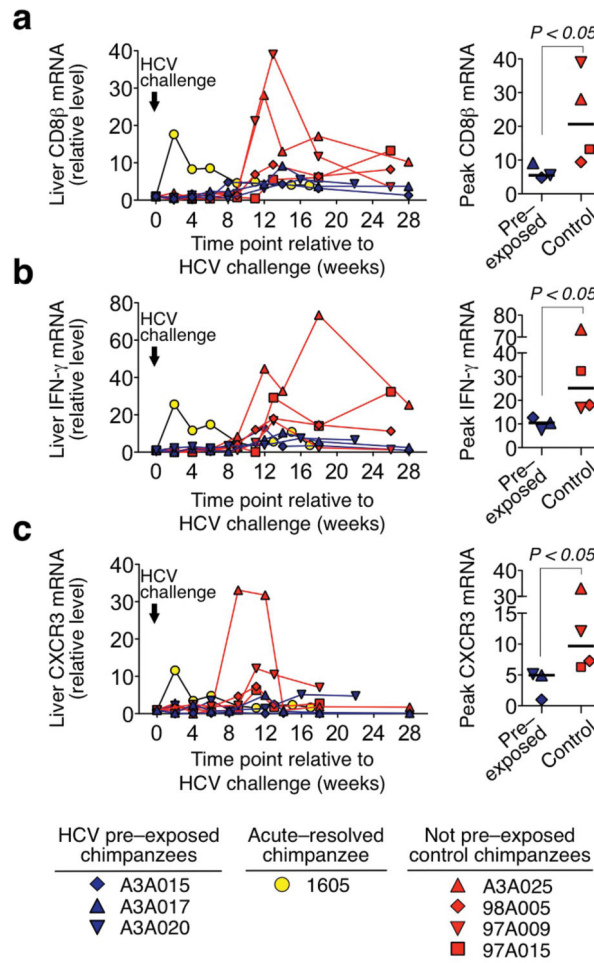 a
HCV
challenge
Liver CD8β mRNA
(relative level)
40
30
20
10
0
0 4 8 12 16 20 24 28
Time point relative to
HCV challenge (weeks)
P < 0.05
Peak CD8β mRNA
40
30
20
10
0
Pre–
exposed
Control
b
HCV
challenge
Liver IFN-γ mRNA
(relative level)
80
60
40
20
0
0 4 8 12 16 20 24 28
Time point relative to
HCV challenge (weeks)
P < 0.05
Peak IFN-γ mRNA
80
70
40
30
20
10
0
Pre–
exposed
Control
c
HCV
challenge
Liver CXCR3 mRNA
(relative level)
40
30
20
10
0
0 4 8 12 16 20 24 28
Time point relative to
HCV challenge (weeks)
P < 0.05
Peak CXCR3 mRNA
40
30
15
10
5
0
Pre–
exposed
Control
HCV pre–exposed
chimpanzees
A3A015
A3A017
A3A020
Acute–resolved
chimpanzee
1605
Not pre–exposed
control chimpanzees
A3A025
98A005
97A009
97A015